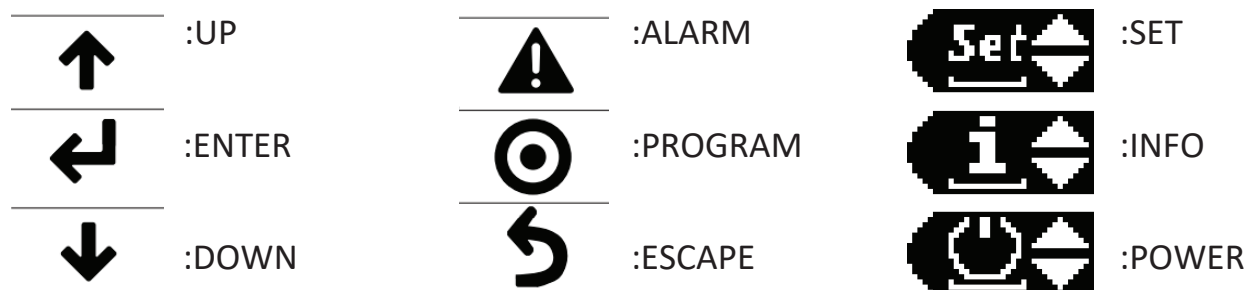 :UP :ALARM Set :SET
:ENTER :PROGRAM i :INFO
:DOWN :ESCAPE :POWER